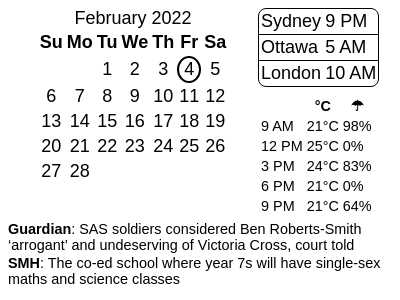 February 2022
Su Mo Tu We Th Fr Sa
1 2 3 4 5
6 7 8 9 10 11 12
13 14 15 16 17 18 19
20 21 22 23 24 25 26
27 28
Sydney 9 PM
Ottawa 5 AM
London 10 AM
°C ☂
9 AM 21°C 98%
12 PM 25°C 0%
3 PM 24°C 83%
6 PM 21°C 0%
9 PM 21°C 64%
Guardian: SAS soldiers considered Ben Roberts-Smith
‘arrogant’ and undeserving of Victoria Cross, court told
SMH: The co-ed school where year 7s will have single-sex
maths and science classes